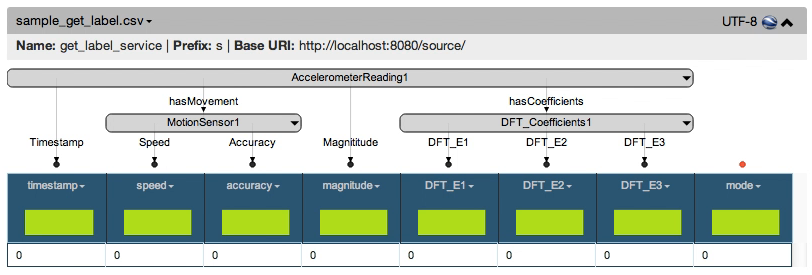 sample_get_label.csv
UTF-8
Name: get_label_service | Prefix: s | Base URI: http://localhost:8080/source/
AccelerometerReading1
hasMovement hasCoefficients
MotionSensor1 DFT_Coefficients1
Timestamp Speed Accuracy Magnititude DFT_E1 DFT_E2 DFT_E3
timestamp speed accuracy magnitude DFT_E1 DFT_E2 DFT_E3 mode
0 0 0 0 0 0 0 0